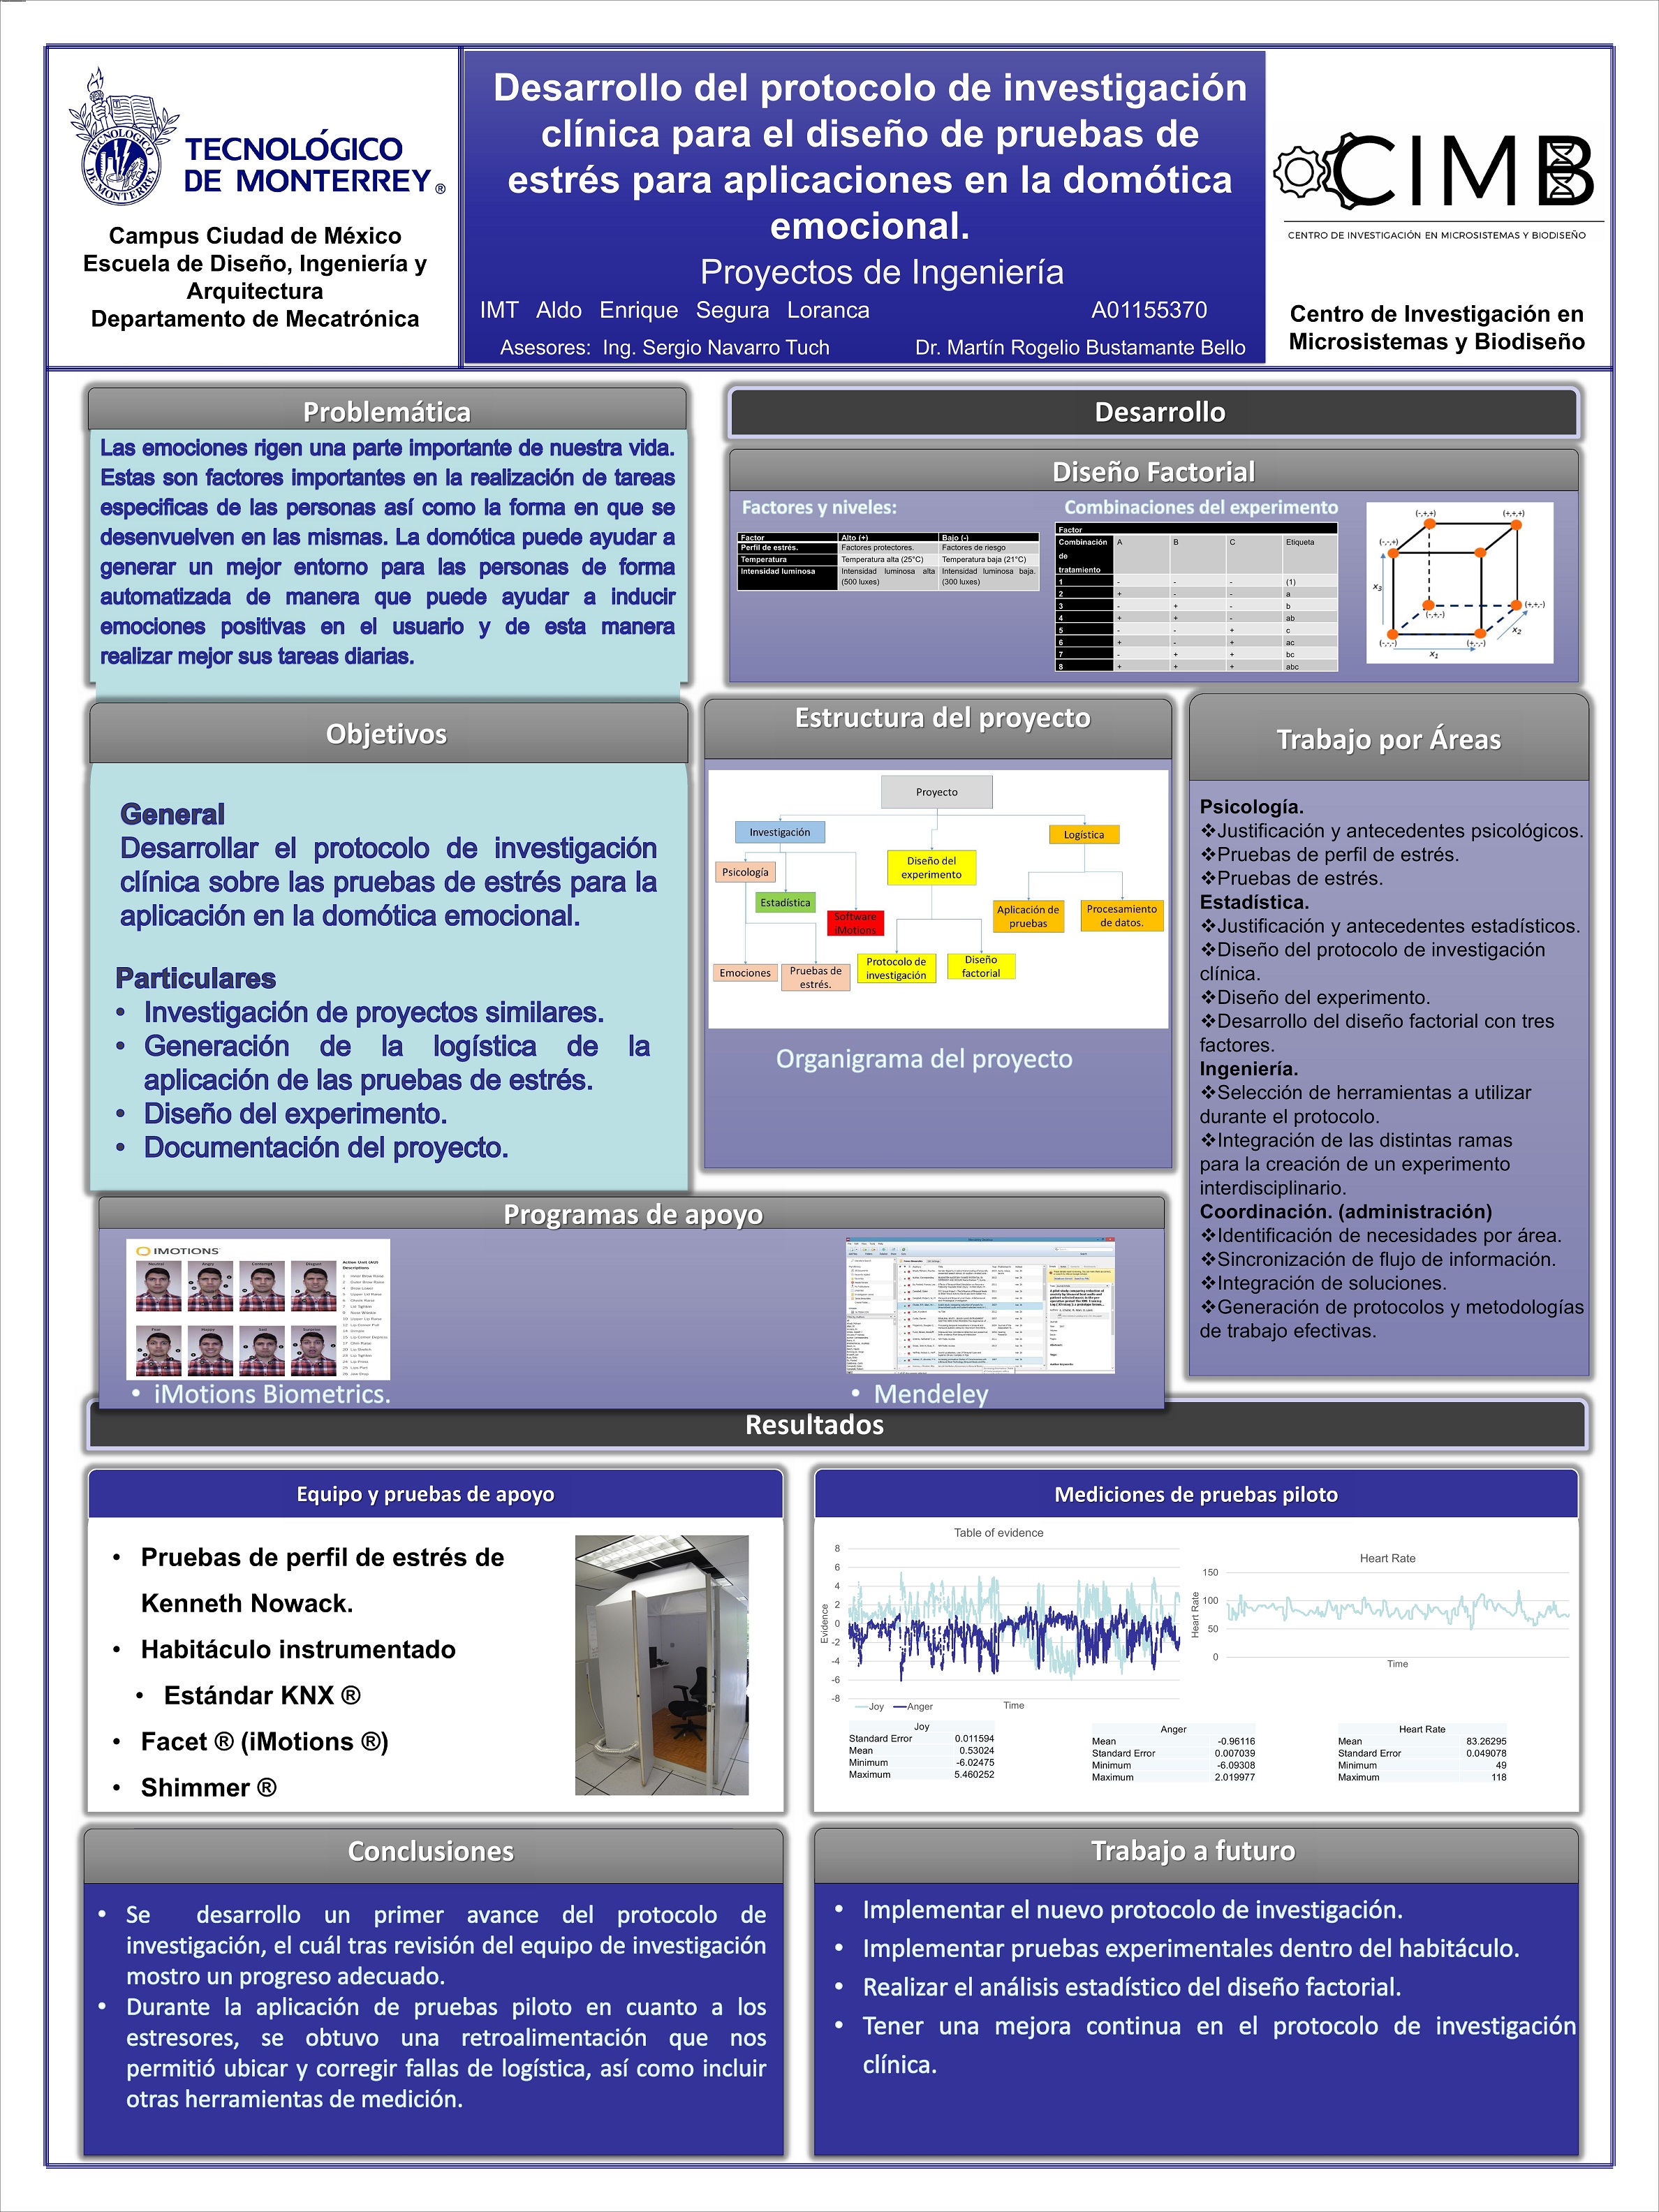 TECNOLÓGICO
DE MONTERREY®
Campus Ciudad de México
Escuela de Diseño, Ingeniería y
Arquitectura
Departamento de Mecatrónica
Desarrollo del protocolo de investigación
clínica para el diseño de pruebas de
estrés para aplicaciones en la domótica
emocional.
Proyectos de Ingeniería
IMT Aldo Enrique Segura Loranca A01155370
Asesores: Ing. Sergio Navarro Tuch Dr. Martín Rogelio Bustamante Bello
CIMB
CENTRO DE INVESTIGACIÓN EN MICROSISTEMAS Y BIODISEÑO
Centro de Investigación en
Microsistemas y Biodiseño
Problemática
Las emociones rigen una parte importante de nuestra vida.
Estas son factores importantes en la realización de tareas
especificas de las personas así como la forma en que se
desenvuelven en las mismas. La domótica puede ayudar a
generar un mejor entorno para las personas de forma
automatizada de manera que puede ayudar a inducir
emociones positivas en el usuario y de esta manera
realizar mejor sus tareas diarias.
Desarrollo
Diseño Factorial
Factores y niveles:
Factor Alto (+) Bajo (-)
Perfil de estrés. Factores protectores. Factores de riesgo
Temperatura Temperatura alta (25°C) Temperatura baja (21°C)
Intensidad luminosa Intensidad luminosa alta Intensidad luminosa baja.
(500 luxes) (300 luxes)
Combinaciones del experimento
Factor
Combinación A B C Etiqueta
de
tratamiento
1 - - - (1)
2 + - - a
3 - + - b
4 + + - ab
5 - - + c
6 + - + ac
7 - + + bc
8 + + + abc
(-,+,+) (+,+,+)
(-,-,+)
x3
(-,+,-) (+,+,-)
x2
(-,-,-) (+,-,-)
x1
Objetivos
General
Desarrollar el protocolo de investigación
clínica sobre las pruebas de estrés para la
aplicación en la domótica emocional.
Particulares
• Investigación de proyectos similares.
• Generación de la logística de la
aplicación de las pruebas de estrés.
• Diseño del experimento.
• Documentación del proyecto.
Estructura del proyecto
Proyecto
Investigación
Logística
Diseño del
experimento
Psicología
Estadística
Software
iMotions
Aplicación de
pruebas
Procesamiento
de datos.
Emociones
Pruebas de
estrés.
Protocolo de
investigación
Diseño
factorial
Organigrama del proyecto
Trabajo por Áreas
Psicología.
❖Justificación y antecedentes psicológicos.
❖Pruebas de perfil de estrés.
❖Pruebas de estrés.
Estadística.
❖Justificación y antecedentes estadísticos.
❖Diseño del protocolo de investigación
clínica.
❖Diseño del experimento.
❖Desarrollo del diseño factorial con tres
factores.
Ingeniería.
❖Selección de herramientas a utilizar
durante el protocolo.
❖Integración de las distintas ramas
para la creación de un experimento
interdisciplinario.
Coordinación. (administración)
❖Identificación de necesidades por área.
❖Sincronización de flujo de información.
❖Integración de soluciones.
❖Generación de protocolos y metodologías
de trabajo efectivas.
Programas de apoyo
IMOTIONS
• iMotions Biometrics.
• Mendeley
Resultados
Equipo y pruebas de apoyo
• Pruebas de perfil de estrés de
Kenneth Nowack.
• Habitáculo instrumentado
• Estándar KNX ®
• Facet ® (iMotions ®)
• Shimmer ®
Mediciones de pruebas piloto
Table of evidence
8
6
4
2
0
-2
-4
-6
-8
Evidence
Joy Anger Time
Heart Rate
150
100
50
0
Heart Rate
Time
Joy
Standard Error 0.011594
Mean 0.53024
Minimum -6.02475
Maximum 5.460252
Anger
Mean -0.96116
Standard Error 0.007039
Minimum -6.09308
Maximum 2.019977
Heart Rate
Mean 83.26295
Standard Error 0.049078
Minimum 49
Maximum 118
Conclusiones
• Se desarrollo un primer avance del protocolo de
investigación, el cuál tras revisión del equipo de investigación
mostro un progreso adecuado.
• Durante la aplicación de pruebas piloto en cuanto a los
estresores, se obtuvo una retroalimentación que nos
permitió ubicar y corregir fallas de logística, así como incluir
otras herramientas de medición.
Trabajo a futuro
• Implementar el nuevo protocolo de investigación.
• Implementar pruebas experimentales dentro del habitáculo.
• Realizar el análisis estadístico del diseño factorial.
• Tener una mejora continua en el protocolo de investigación
clínica.